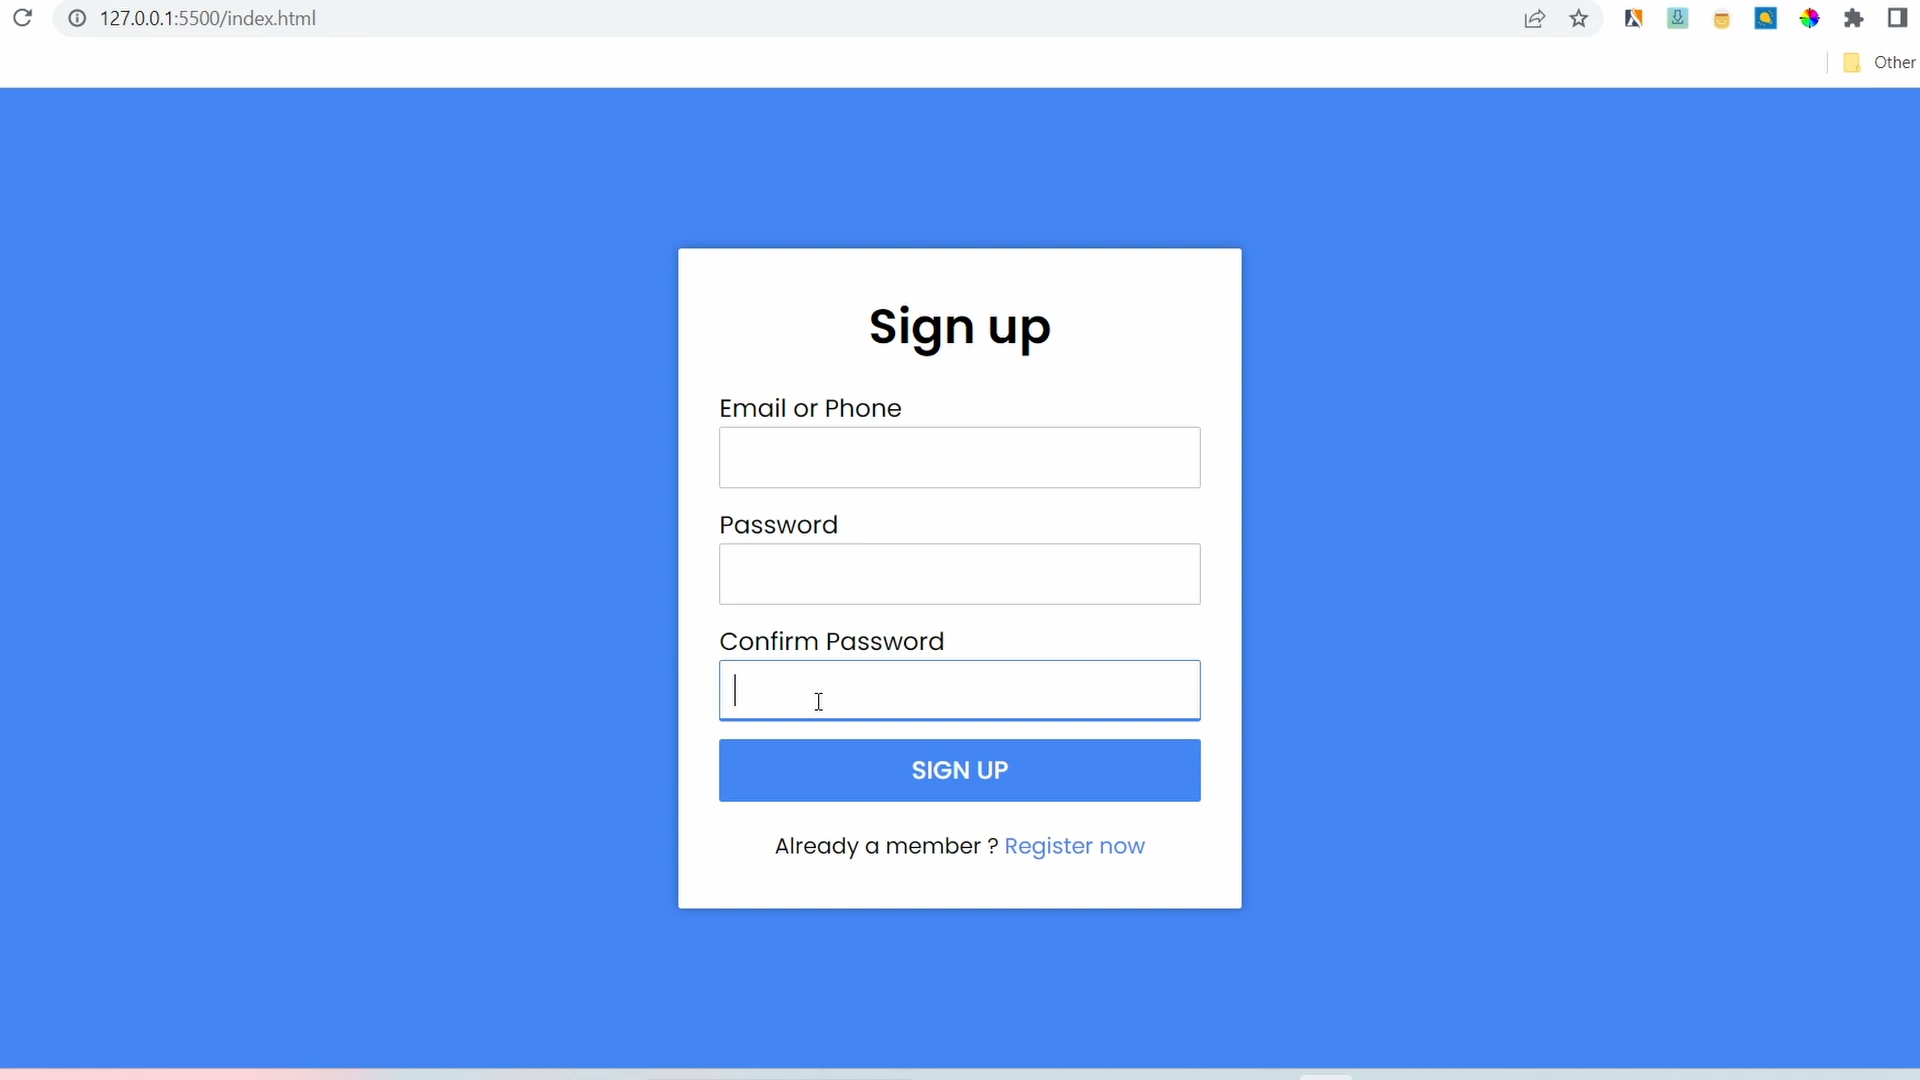 127.0.0.1:5500/index.html
Other
Sign up
Email or Phone
Password
Confirm Password
SIGN UP
Already a member ? Register now